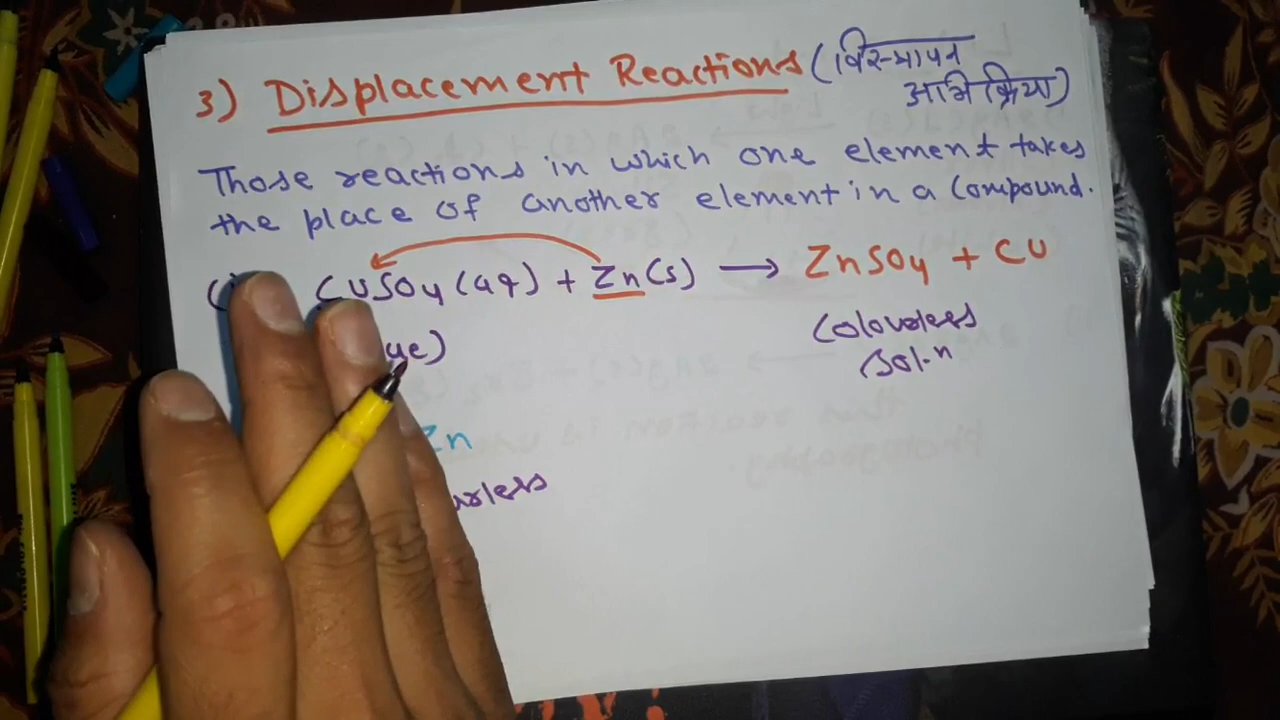 3) Displacement Reactions (विस्थापन
अभिक्रिया)
Those reactions in which one element takes
the place of another element in a compound.
CuSO4 (aq) + Zn(s) → ZnSO4 + Cu
Colourless
Sol.n
Zn